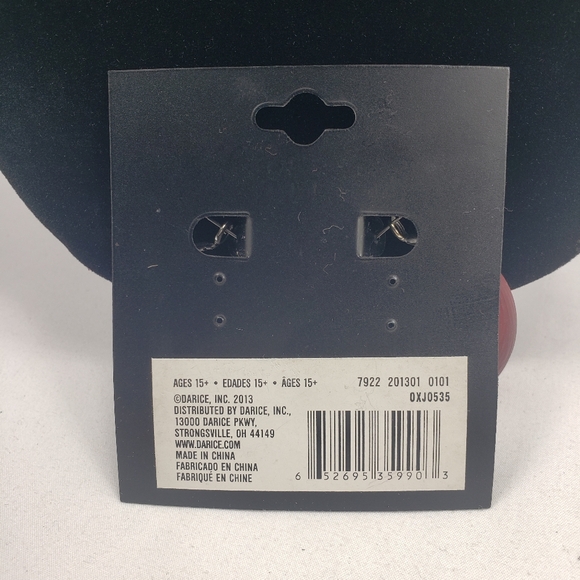 AGES 15+ • EDADES 15+ • ÂGES 15+
7922 201301 0101
0XJ0535
©DARICE, INC. 2013
DISTRIBUTED BY DARICE, INC.,
13000 DARICE PKWY,
STRONGSVILLE, OH 44149
WWW.DARICE.COM
MADE IN CHINA
FABRICADO EN CHINA
FABRIQUÉ EN CHINE
6 52695 35990 3